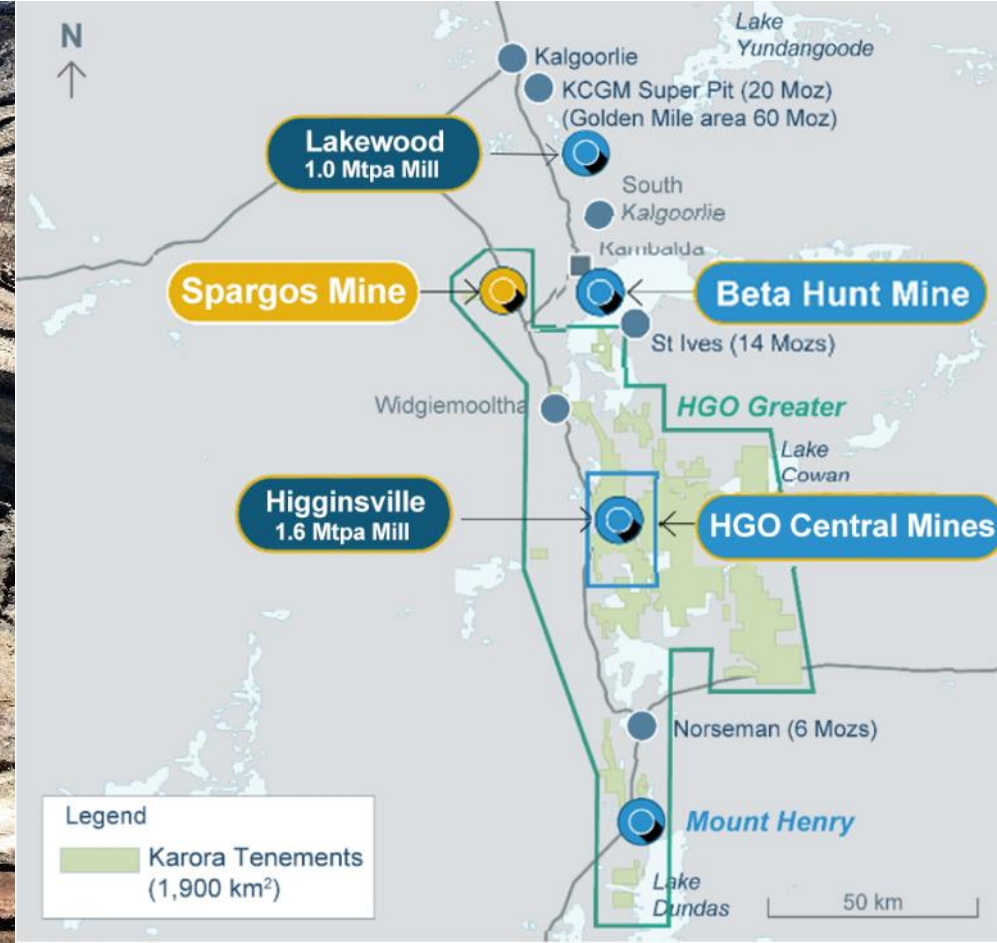 N
Lake
Yundangoode
Kalgoorlie
KCGM Super Pit (20 Moz)
(Golden Mile area 60 Moz)
Lakewood
1.0 Mtpa Mill
South
Kalgoorlie
Kambalda
Spargos Mine
Beta Hunt Mine
St Ives (14 Mozs)
Widgiemooltha
HGO Greater
Lake
Cowan
Higginsville
1.6 Mtpa Mill
HGO Central Mines
Norseman (6 Mozs)
Mount Henry
Legend
Karora Tenements
(1,900 km²)
Lake
Dundas
50 km